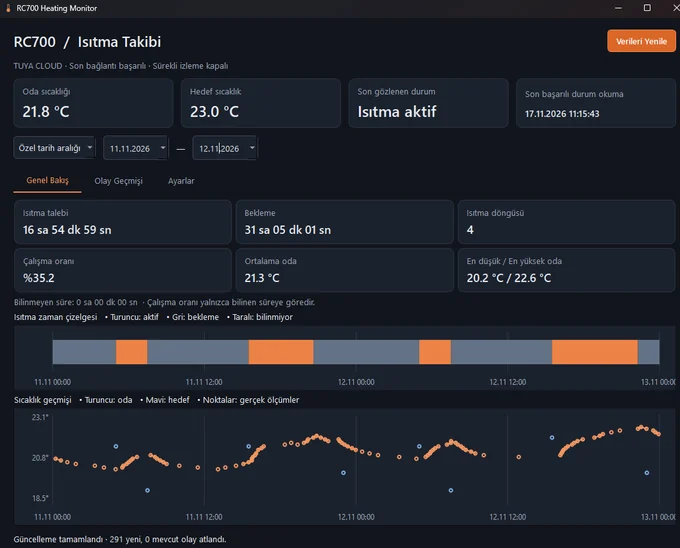 RC700 Heating Monitor
RC700 / Isıtma Takibi
Verileri Yenile
TUYA CLOUD · Son bağlantı başarılı · Sürekli izleme kapalı
Oda sıcaklığı
21.8 °C
Hedef sıcaklık
23.0 °C
Son gözlenen durum
Isıtma aktif
Son başarılı durum okuma
17.11.2026 11:15:43
Özel tarih aralığı
11.11.2026
—
12.11.2026
Genel Bakış
Olay Geçmişi
Ayarlar
Isıtma talebi
16 sa 54 dk 59 sn
Bekleme
31 sa 05 dk 01 sn
Isıtma döngüsü
4
Çalışma oranı
%35.2
Ortalama oda
21.3 °C
En düşük / En yüksek oda
20.2 °C / 22.6 °C
Bilinmeyen süre: 0 sa 00 dk 00 sn · Çalışma oranı yalnızca bilinen süreye göredir.
Isıtma zaman çizelgesi • Turuncu: aktif • Gri: bekleme • Taralı: bilinmiyor
11.11 00:00
11.11 12:00
12.11 00:00
12.11 12:00
13.11 00:00
Sıcaklık geçmişi • Turuncu: oda • Mavi: hedef • Noktalar: gerçek ölçümler
23.1°
20.8°
18.5°
11.11 00:00
11.11 12:00
12.11 00:00
12.11 12:00
13.11 00:00
Güncelleme tamamlandı · 291 yeni, 0 mevcut olay atlandı.